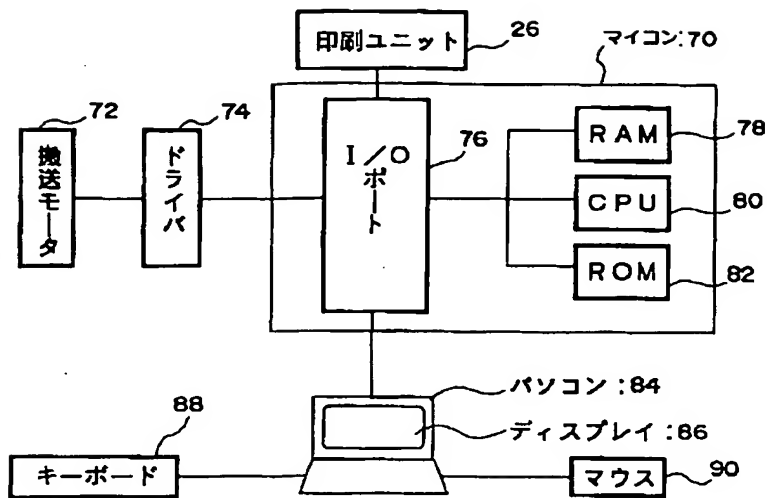 印刷ユニット
26
マイコン:70
72
74
搬送モータ
ドライバ
I/O
ポート
76
RAM
78
CPU
80
ROM
82
パソコン:84
ディスプレイ:86
88
キーボード
マウス
90